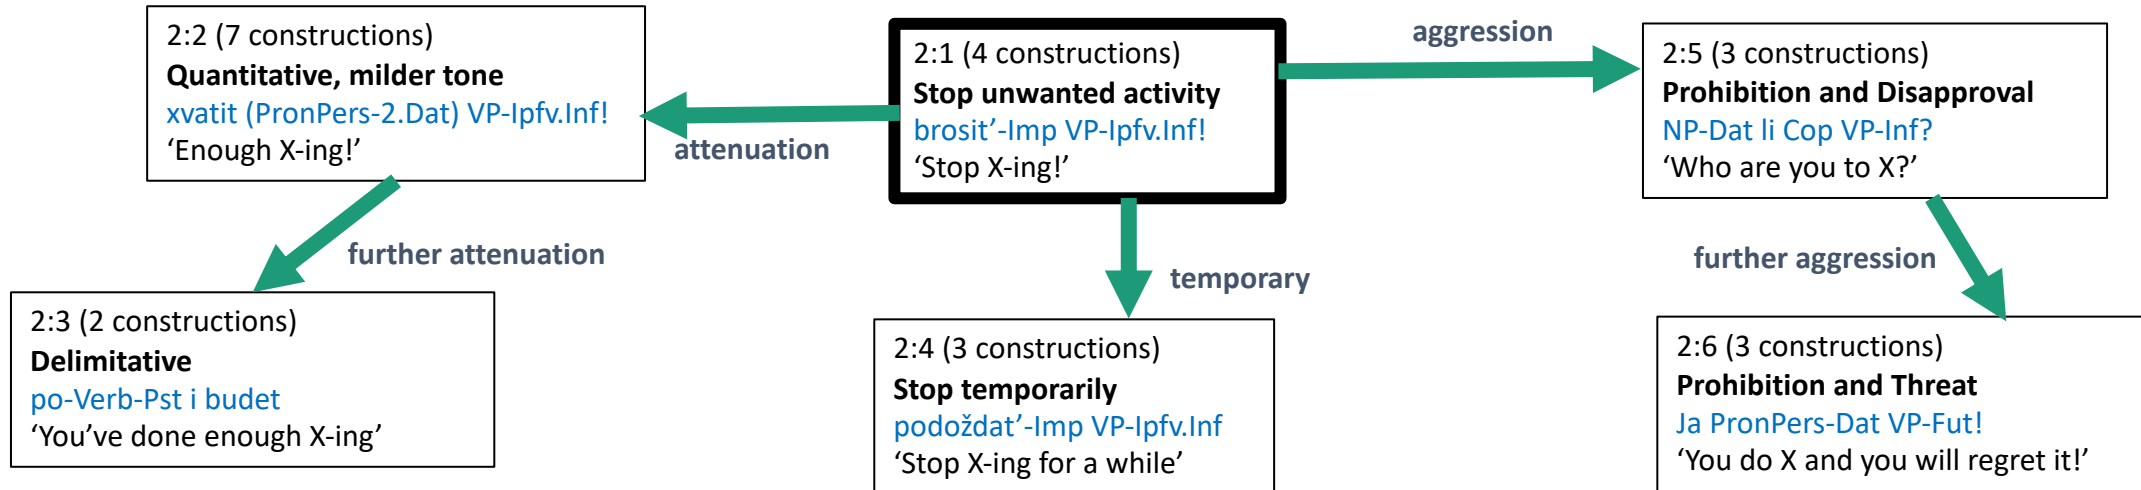 2:2 (7 constructions)
Quantitative, milder tone
xvatit (PronPers-2.Dat) VP-Ipfv.Inf!
‘Enough X-ing!’
attenuation
2:1 (4 constructions)
Stop unwanted activity
brosit’-Imp VP-Ipfv.Inf!
‘Stop X-ing!’
aggression
2:5 (3 constructions)
Prohibition and Disapproval
NP-Dat li Cop VP-Inf?
‘Who are you to X?’
further attenuation
temporary
further aggression
2:3 (2 constructions)
Delimitative
po-Verb-Pst i budet
‘You’ve done enough X-ing’
2:4 (3 constructions)
Stop temporarily
podoždat’-Imp VP-Ipfv.Inf
‘Stop X-ing for a while’
2:6 (3 constructions)
Prohibition and Threat
Ja PronPers-Dat VP-Fut!
‘You do X and you will regret it!’